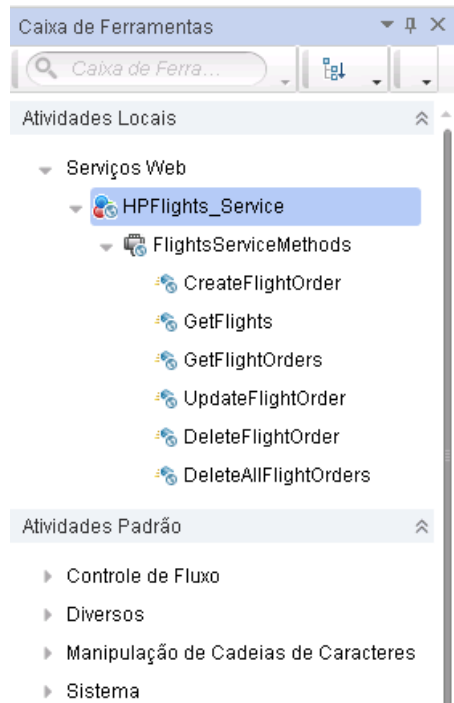 Caixa de Ferramentas
Caixa de Ferra...
Atividades Locais
Serviços Web
HPFlights_Service
FlightsServiceMethods
CreateFlightOrder
GetFlights
GetFlightOrders
UpdateFlightOrder
DeleteFlightOrder
DeleteAllFlightOrders
Atividades Padrão
Controle de Fluxo
Diversos
Manipulação de Cadeias de Caracteres
Sistema